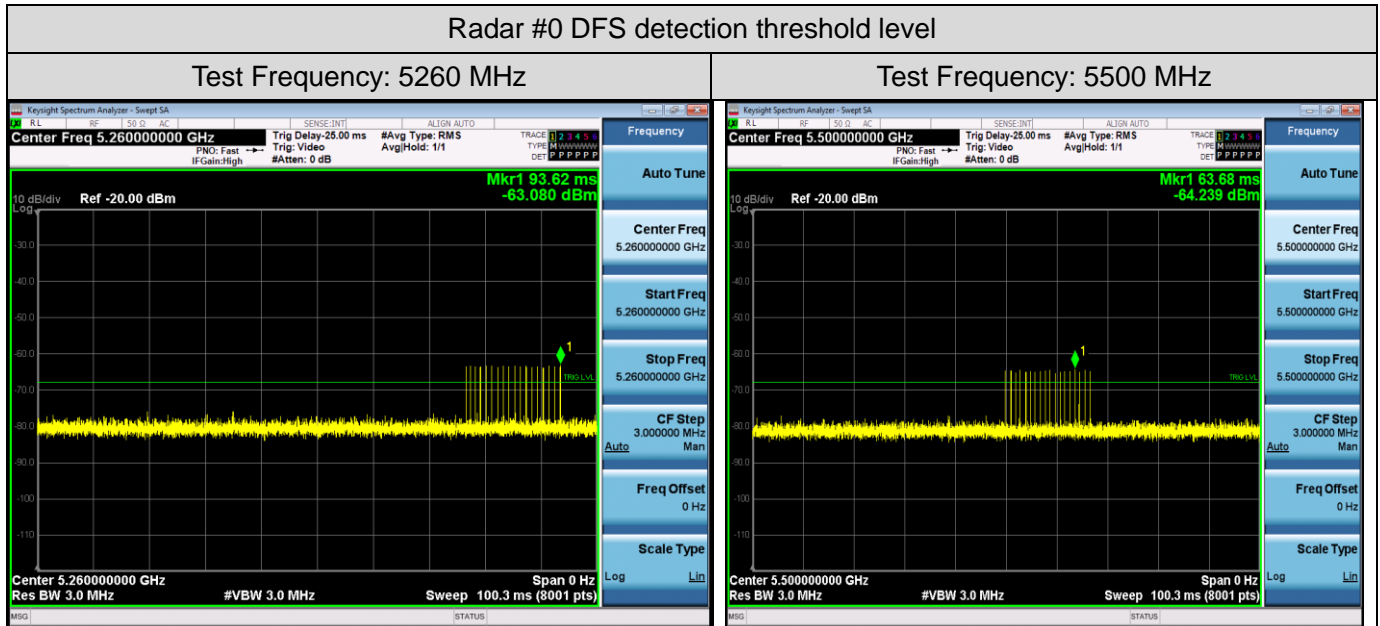 Radar #0 DFS detection threshold level
Test Frequency: 5260 MHz
Keysight Spectrum Analyzer - Swept SA
RL RF 50 Ω AC SENSE:INT ALIGN AUTO
Center Freq 5.260000000 GHz
PNO: Fast
IFGain:High
Trig Delay-25.00 ms
Trig: Video
#Atten: 0 dB
#Avg Type: RMS
Avg|Hold: 1/1
TRACE 1 2 3 4 5 6
TYPE M WWWWW
DET P P P P P P
Mkr1 93.62 ms
-63.080 dBm
10 dB/div Ref -20.00 dBm
Log
-30.0
-40.0
-50.0
1
-60.0
TRIG LVL
-70.0
-80.0
-90.0
-100
-110
Center 5.260000000 GHz Span 0 Hz
Res BW 3.0 MHz #VBW 3.0 MHz Sweep 100.3 ms (8001 pts)
MSG STATUS
Frequency
Auto Tune
Center Freq
5.260000000 GHz
Start Freq
5.260000000 GHz
Stop Freq
5.260000000 GHz
CF Step
3.000000 MHz
Auto Man
Freq Offset
0 Hz
Scale Type
Log Lin
Test Frequency: 5500 MHz
Keysight Spectrum Analyzer - Swept SA
RL RF 50 Ω AC SENSE:INT ALIGN AUTO
Center Freq 5.500000000 GHz
PNO: Fast
IFGain:High
Trig Delay-25.00 ms
Trig: Video
#Atten: 0 dB
#Avg Type: RMS
Avg|Hold: 1/1
TRACE 1 2 3 4 5 6
TYPE M WWWWW
DET P P P P P P
Mkr1 63.68 ms
-64.239 dBm
10 dB/div Ref -20.00 dBm
Log
-30.0
-40.0
-50.0
1
-60.0
TRIG LVL
-70.0
-80.0
-90.0
-100
-110
Center 5.500000000 GHz Span 0 Hz
Res BW 3.0 MHz #VBW 3.0 MHz Sweep 100.3 ms (8001 pts)
MSG STATUS
Frequency
Auto Tune
Center Freq
5.500000000 GHz
Start Freq
5.500000000 GHz
Stop Freq
5.500000000 GHz
CF Step
3.000000 MHz
Auto Man
Freq Offset
0 Hz
Scale Type
Log Lin